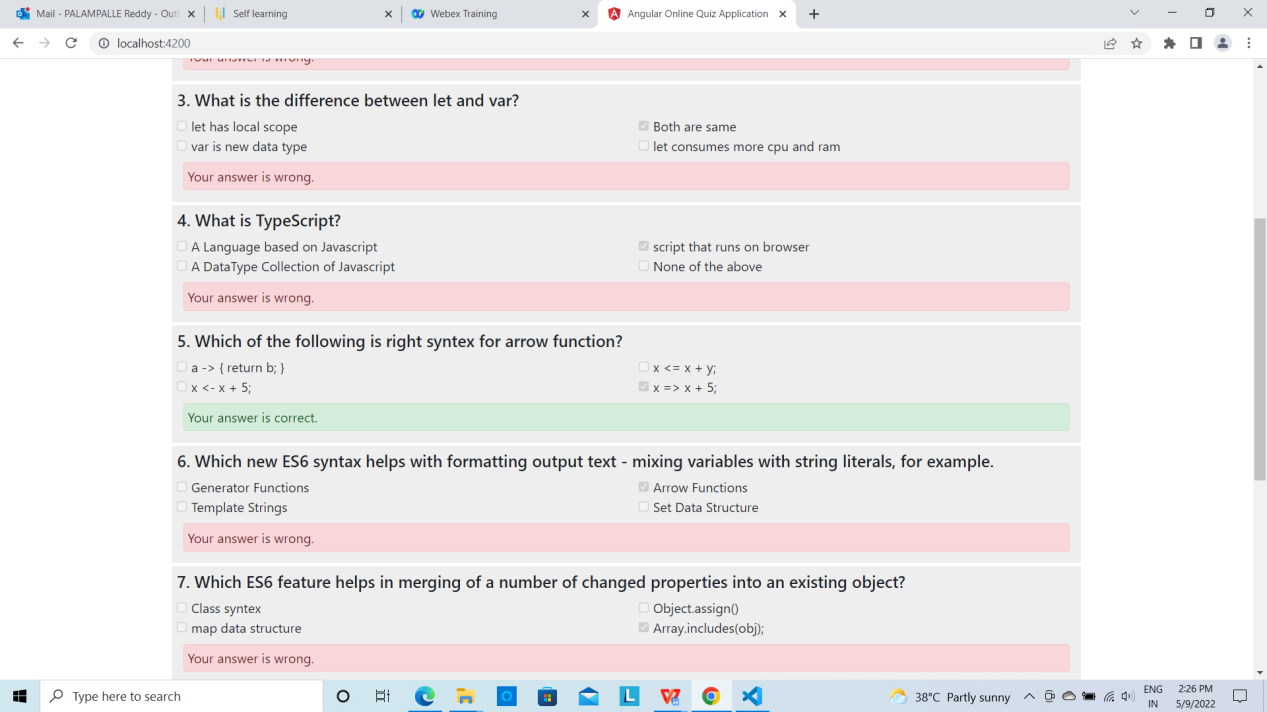 Mail - PALAMPALLE Reddy - Outl
Self learning
Webex Training
Angular Online Quiz Application
localhost:4200
Your answer is wrong.
3. What is the difference between let and var?
let has local scope
Both are same
var is new data type
let consumes more cpu and ram
Your answer is wrong.
4. What is TypeScript?
A Language based on Javascript
script that runs on browser
A DataType Collection of Javascript
None of the above
Your answer is wrong.
5. Which of the following is right syntex for arrow function?
a -> { return b; }
x <= x + y;
x <- x + 5;
x => x + 5;
Your answer is correct.
6. Which new ES6 syntax helps with formatting output text - mixing variables with string literals, for example.
Generator Functions
Arrow Functions
Template Strings
Set Data Structure
Your answer is wrong.
7. Which ES6 feature helps in merging of a number of changed properties into an existing object?
Class syntex
Object.assign()
map data structure
Array.includes(obj);
Your answer is wrong.
Type here to search
38°C Partly sunny
ENG
IN
2:26 PM
5/9/2022